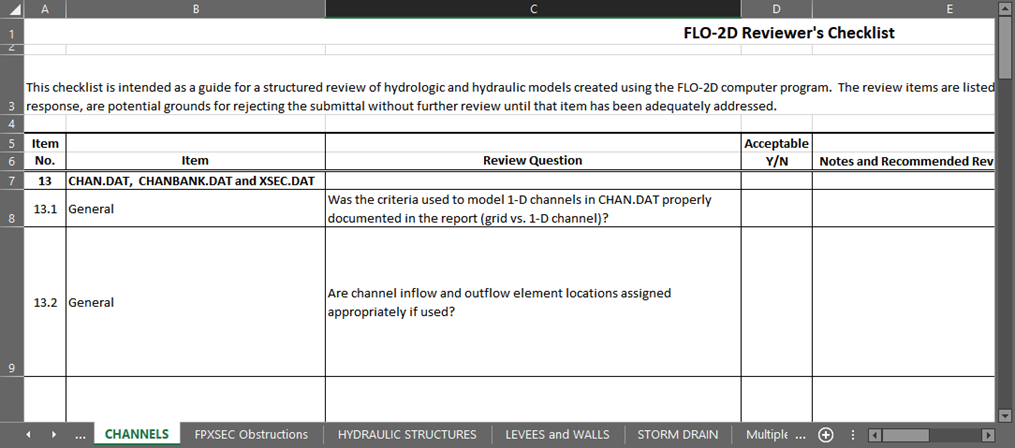 A B C D E
1 FLO-2D Reviewer's Checklist
2
This checklist is intended as a guide for a structured review of hydrologic and hydraulic models created using the FLO-2D computer program. The review items are listed
3 response, are potential grounds for rejecting the submittal without further review until that item has been adequately addressed.
4
5 Item Acceptable
6 No. Item Review Question Y/N Notes and Recommended Rev
7 13 CHAN.DAT, CHANBANK.DAT and XSEC.DAT
Was the criteria used to model 1-D channels in CHAN.DAT properly
13.1 General
8 documented in the report (grid vs. 1-D channel)?
Are channel inflow and outflow element locations assigned
13.2 General
appropriately if used?
9
... CHANNELS FPXSEC Obstructions HYDRAULIC STRUCTURES LEVEES and WALLS STORM DRAIN Multiple ...